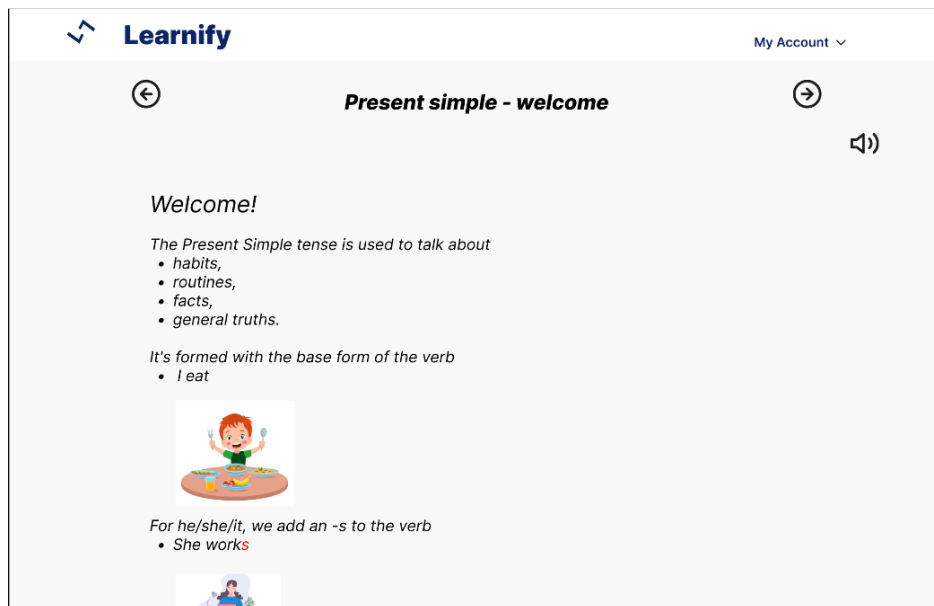 Learnify
My Account
Present simple - welcome
Welcome!
The Present Simple tense is used to talk about
• habits,
• routines,
• facts,
• general truths.
It's formed with the base form of the verb
• I eat
For he/she/it, we add an -s to the verb
• She works